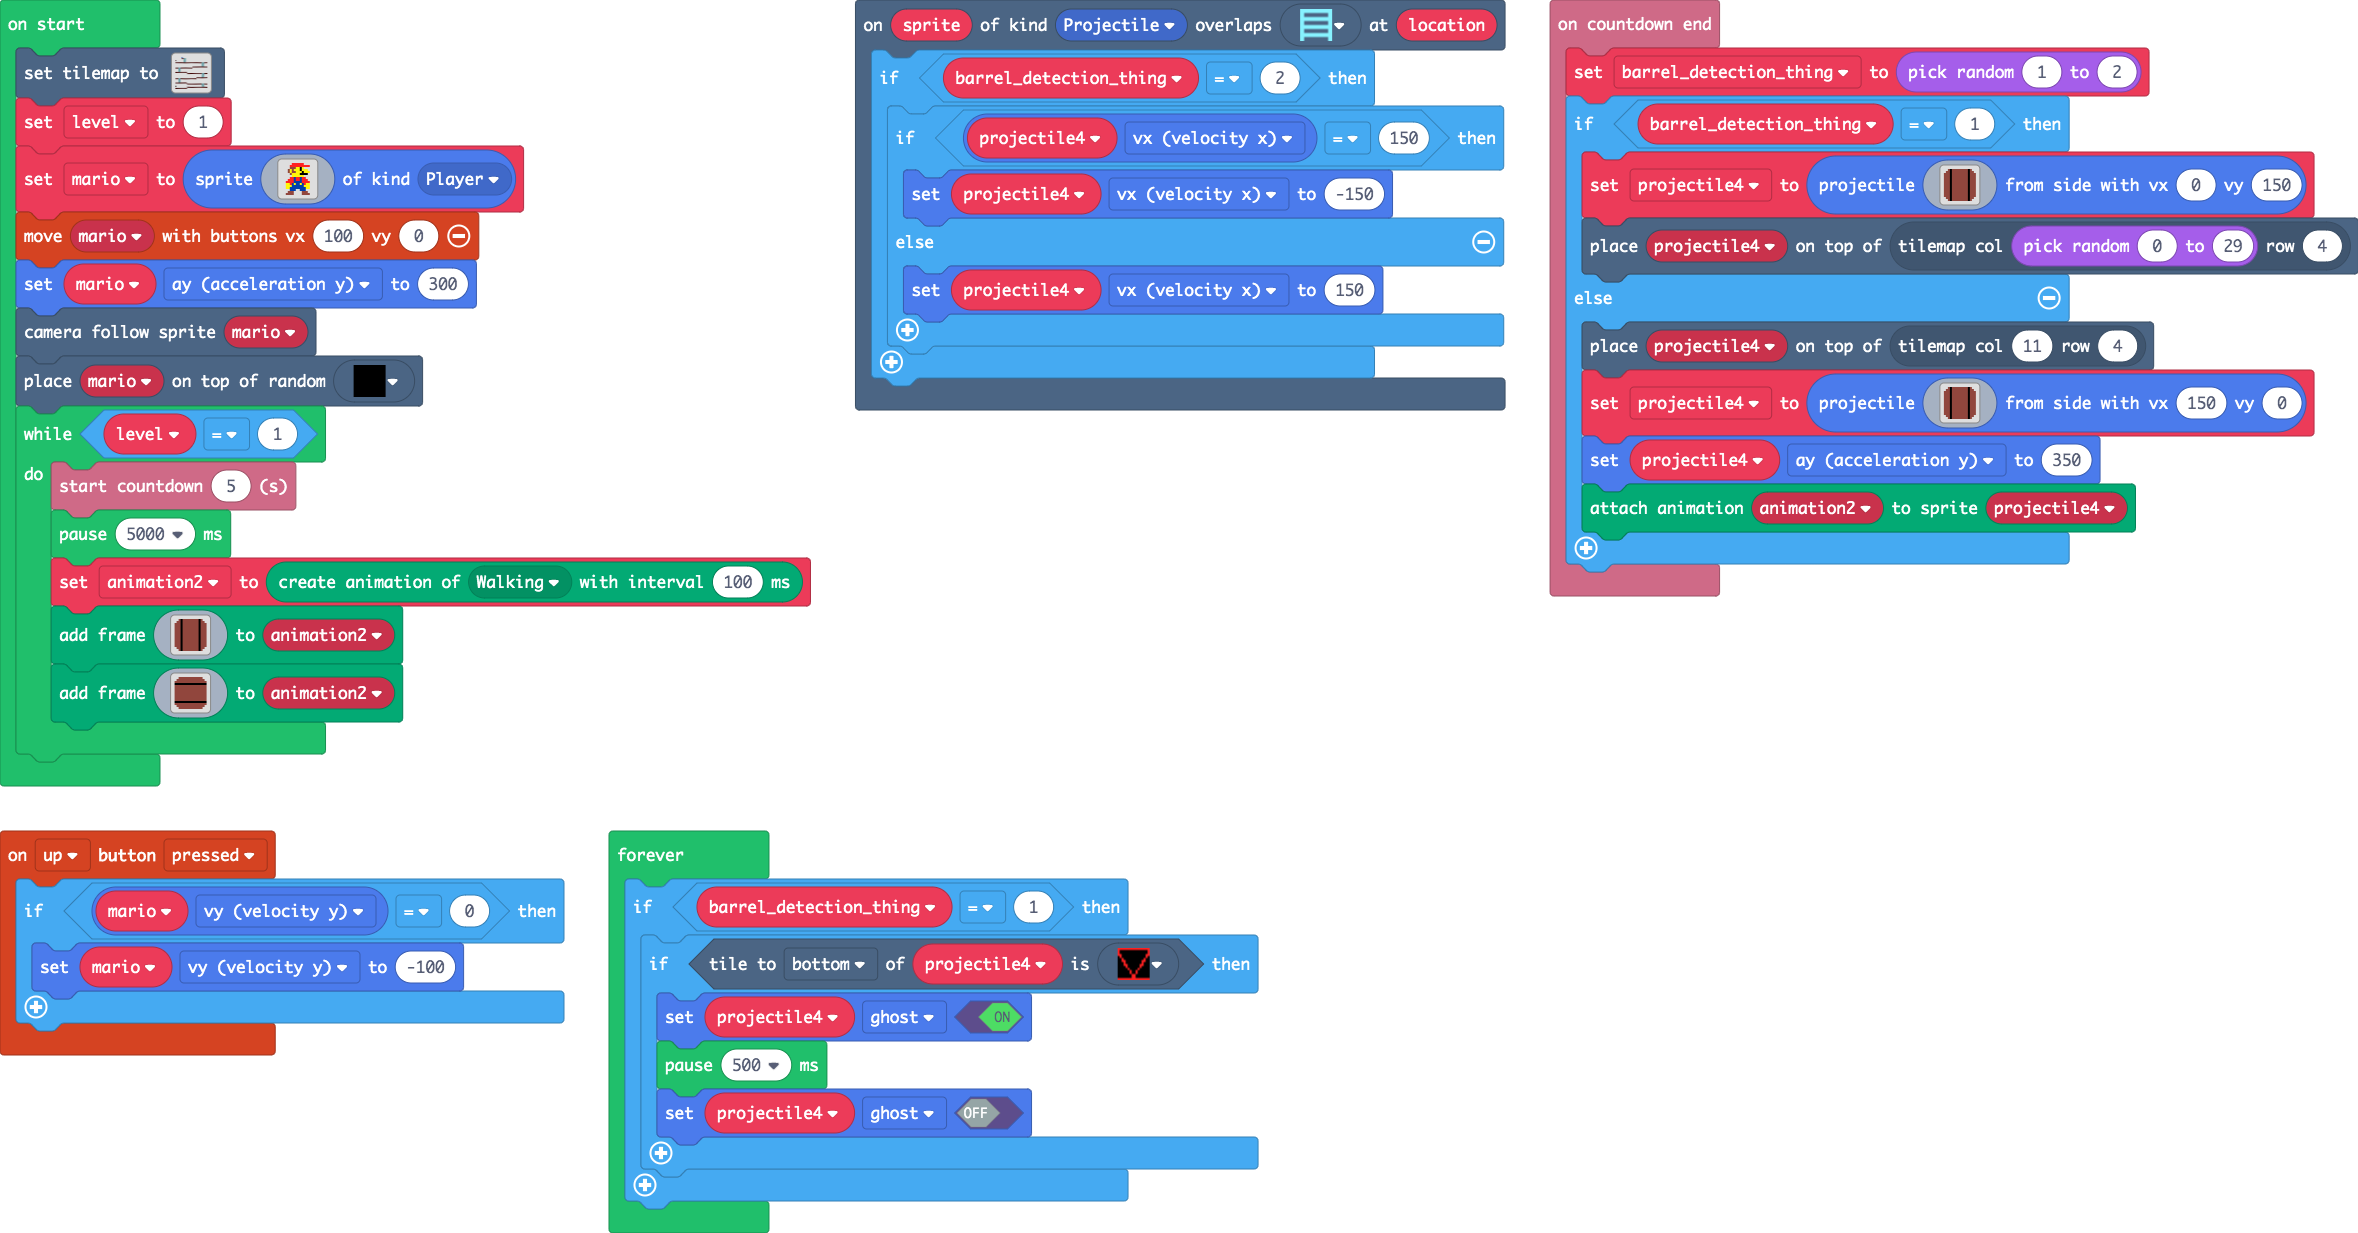 on start
set tilemap to
set level to 1
set mario to sprite of kind Player
move mario with buttons vx 100 vy 0
set mario ay (acceleration y) to 300
camera follow sprite mario
place mario on top of random
while level = 1
do
start countdown 5 (s)
pause 5000 ms
set animation2 to create animation of Walking with interval 100 ms
add frame to animation2
add frame to animation2
on sprite of kind Projectile overlaps at location
if barrel_detection_thing = 2 then
if projectile4 vx (velocity x) = 150 then
set projectile4 vx (velocity x) to -150
else
set projectile4 vx (velocity x) to 150
on countdown end
set barrel_detection_thing to pick random 1 to 2
if barrel_detection_thing = 1 then
set projectile4 to projectile from side with vx 0 vy 150
place projectile4 on top of tilemap col pick random 0 to 29 row 4
else
place projectile4 on top of tilemap col 11 row 4
set projectile4 to projectile from side with vx 150 vy 0
set projectile4 ay (acceleration y) to 350
attach animation animation2 to sprite projectile4
on up button pressed
if mario vy (velocity y) = 0 then
set mario vy (velocity y) to -100
forever
if barrel_detection_thing = 1 then
if tile to bottom of projectile4 is then
set projectile4 ghost ON
pause 500 ms
set projectile4 ghost OFF